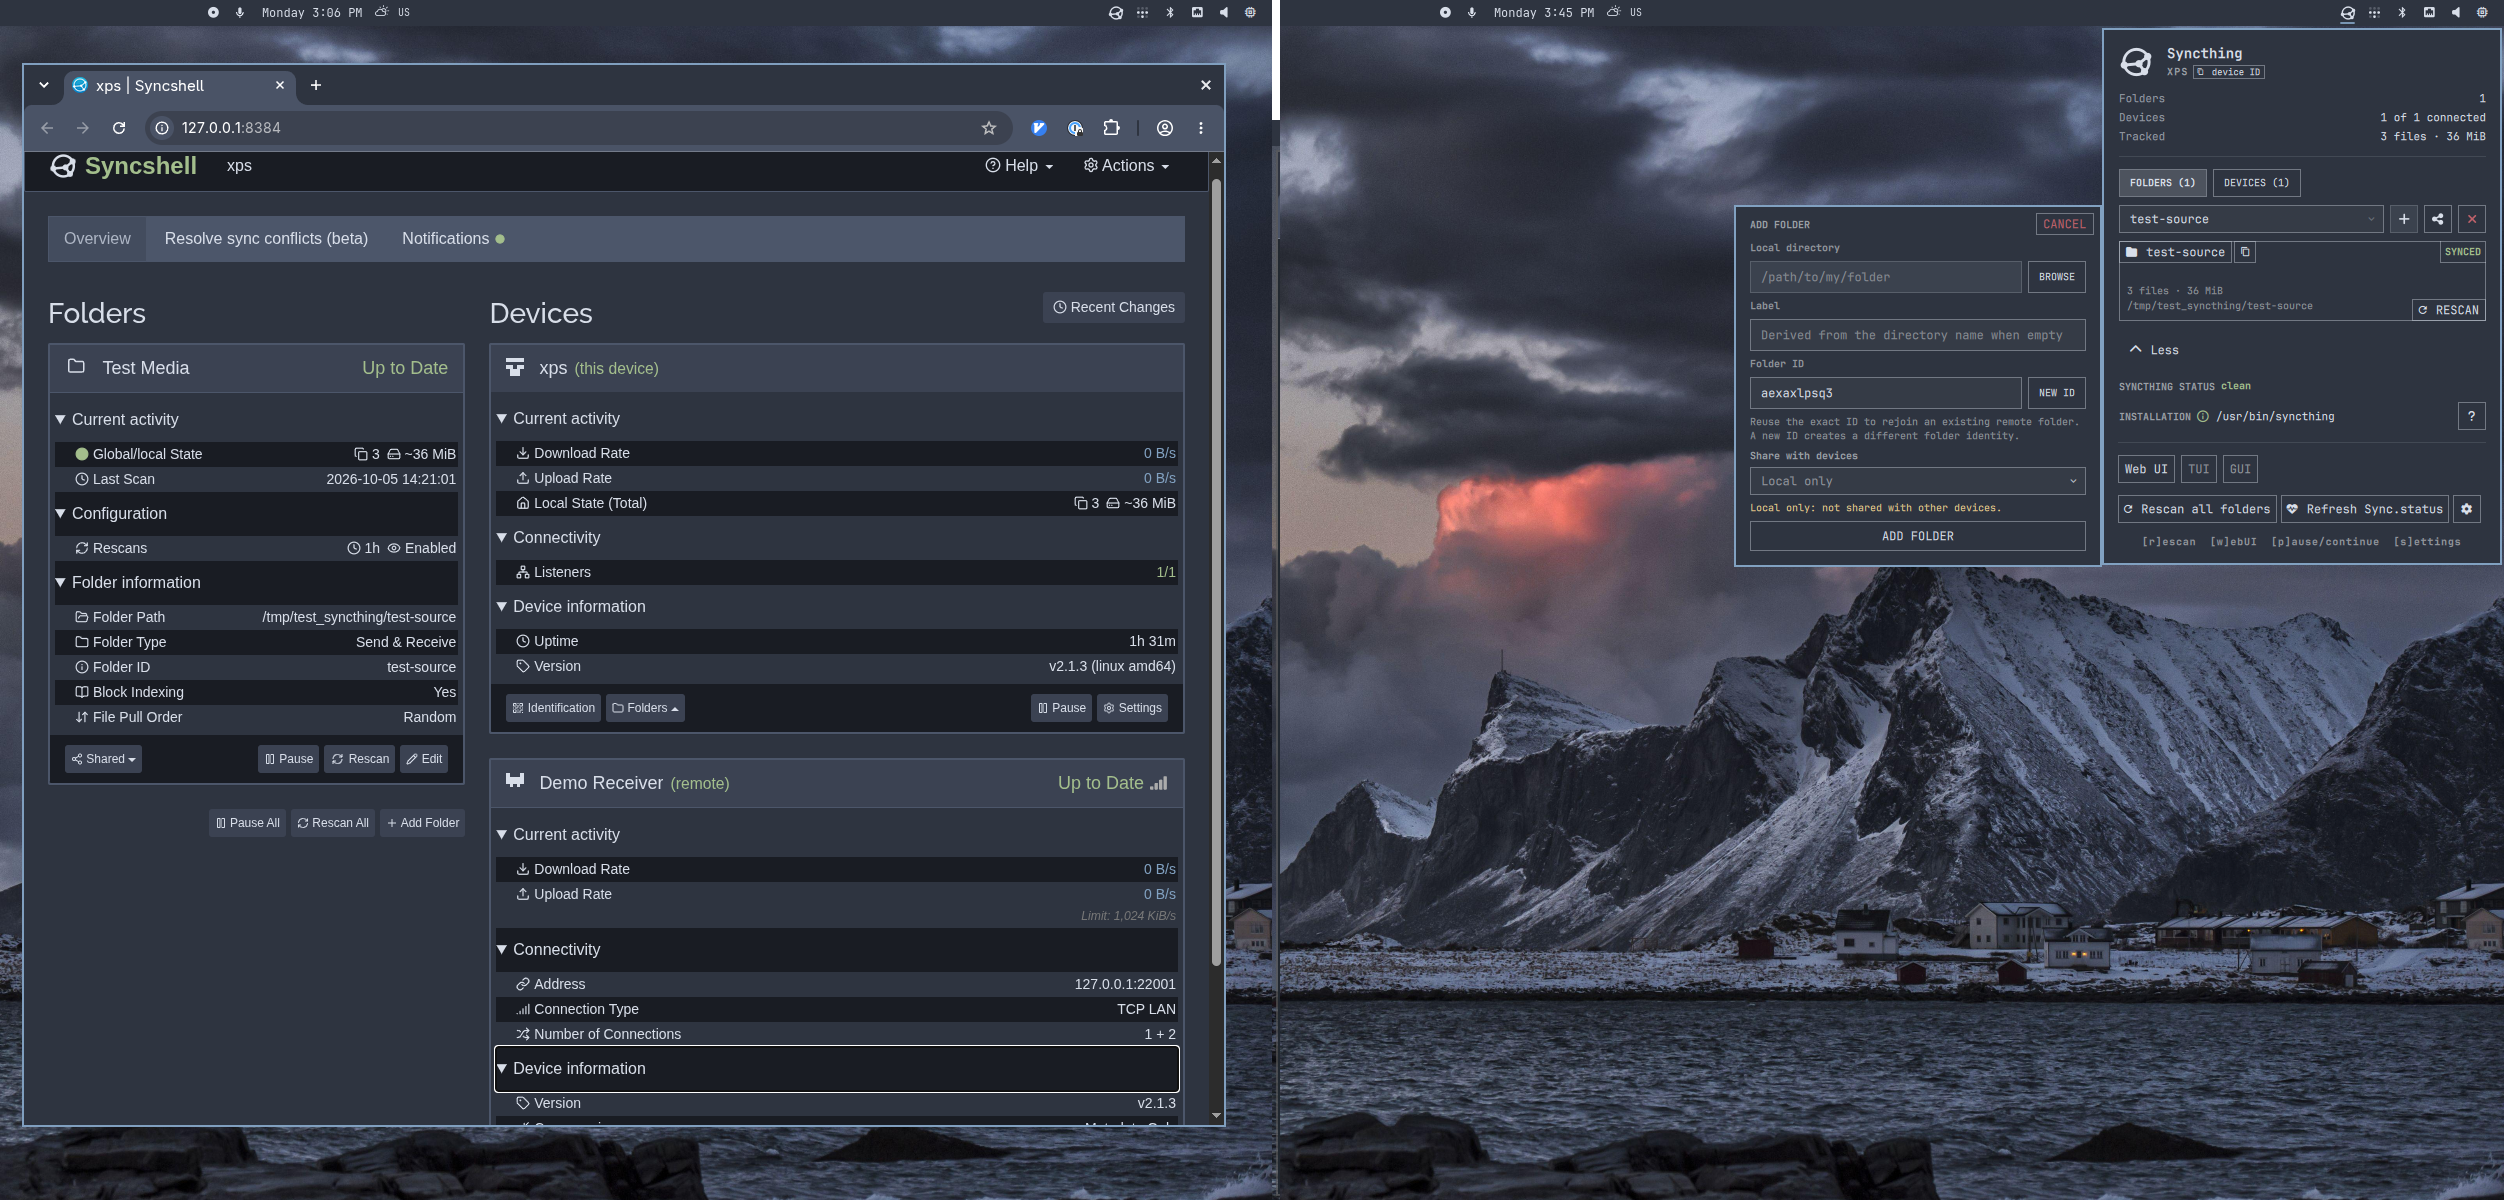 Monday 3:06 PM US
xps | Syncshell
127.0.0.1:8384
Syncshell xps Help Actions
Overview Resolve sync conflicts (beta) Notifications
Folders
Test Media Up to Date
Current activity
Global/local State 3 ~36 MiB
Last Scan 2026-10-05 14:21:01
Configuration
Rescans 1h Enabled
Folder information
Folder Path /tmp/test_syncthing/test-source
Folder Type Send & Receive
Folder ID test-source
Block Indexing Yes
File Pull Order Random
Shared Pause Rescan Edit
Pause All Rescan All Add Folder
Devices Recent Changes
xps (this device)
Current activity
Download Rate 0 B/s
Upload Rate 0 B/s
Local State (Total) 3 ~36 MiB
Connectivity
Listeners 1/1
Device information
Uptime 1h 31m
Version v2.1.3 (linux amd64)
Identification Folders Pause Settings
Demo Receiver (remote) Up to Date
Current activity
Download Rate 0 B/s
Upload Rate 0 B/s
Limit: 1,024 KiB/s
Connectivity
Address 127.0.0.1:22001
Connection Type TCP LAN
Number of Connections 1 + 2
Device information
Version v2.1.3
Monday 3:45 PM US
ADD FOLDER CANCEL
Local directory
/path/to/my/folder BROWSE
Label
Derived from the directory name when empty
Folder ID
aexaxlpsq3 NEW ID
Reuse the exact ID to rejoin an existing remote folder.
A new ID creates a different folder identity.
Share with devices
Local only
Local only: not shared with other devices.
ADD FOLDER
Syncthing
XPS device ID
Folders 1
Devices 1 of 1 connected
Tracked 3 files · 36 MiB
FOLDERS (1) DEVICES (1)
test-source
test-source SYNCED
3 files · 36 MiB
/tmp/test_syncthing/test-source
RESCAN
Less
SYNCTHING STATUS clean
INSTALLATION /usr/bin/syncthing ?
Web UI TUI GUI
Rescan all folders Refresh Sync.status
[r]escan [w]ebUI [p]ause/continue [s]ettings